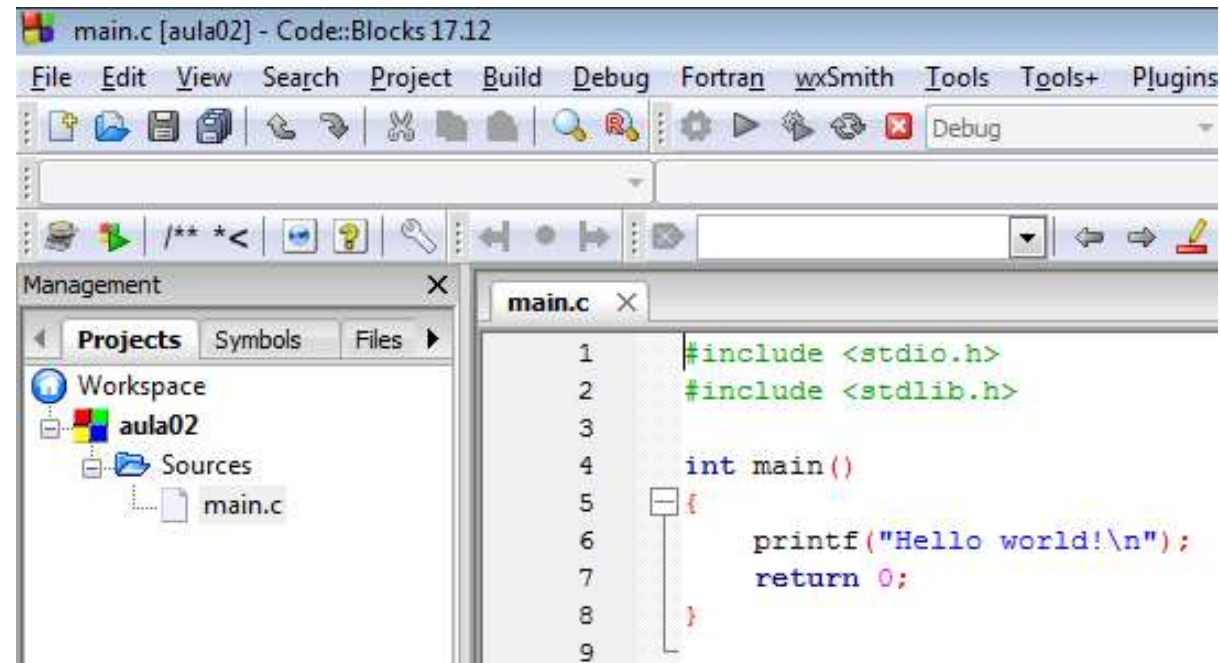 main.c [aula02] - Code::Blocks 17.12
File Edit View Search Project Build Debug Fortran wxSmith Tools Tools+ Plugins
Debug
/** *<
Management
main.c
Projects Symbols Files
Workspace
aula02
Sources
main.c
1 #include <stdio.h>
2 #include <stdlib.h>
3
4 int main()
5 {
6 printf("Hello world!\n");
7 return 0;
8 }
9